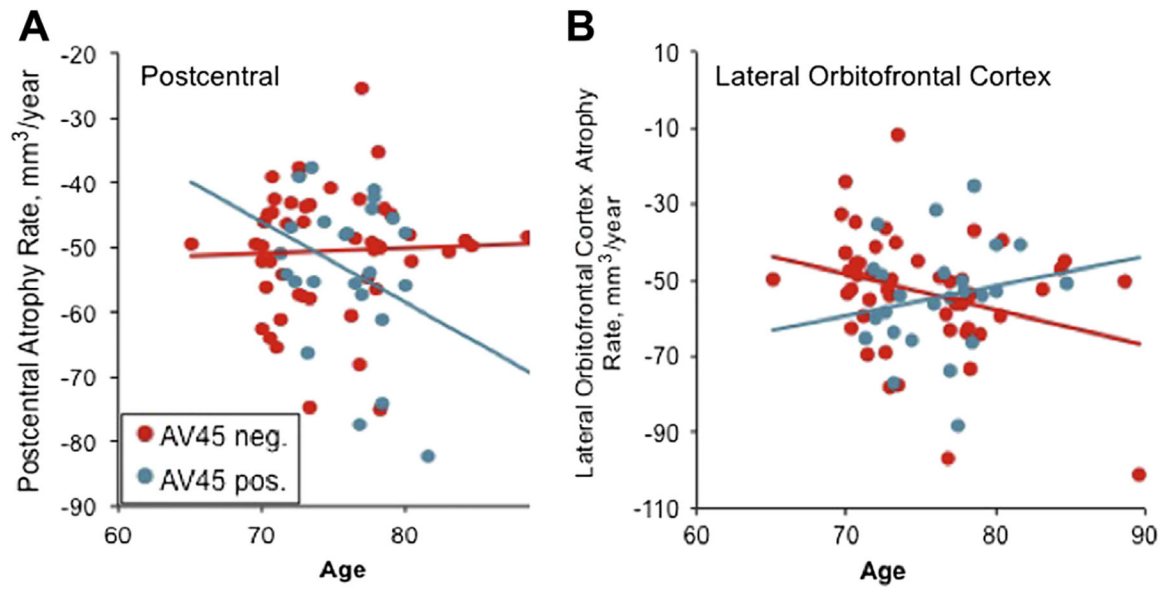 A
Postcentral
Postcentral Atrophy Rate, mm³/year
-20
-30
-40
-50
-60
-70
-80
-90
AV45 neg.
AV45 pos.
60
70
80
Age
B
Lateral Orbitofrontal Cortex
Lateral Orbitofrontal Cortex Atrophy
Rate, mm³/year
10
-10
-30
-50
-70
-90
-110
60
70
80
90
Age